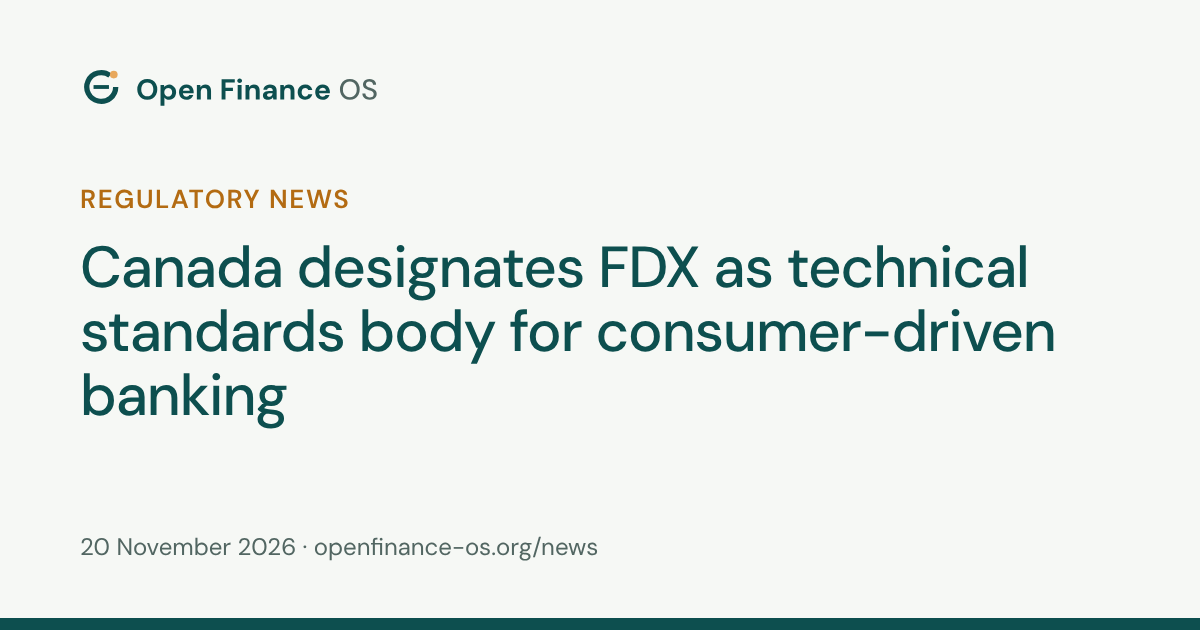 Open Finance OS
REGULATORY NEWS
Canada designates FDX as technical
standards body for consumer-driven
banking
20 November 2026 · openfinance-os.org/news